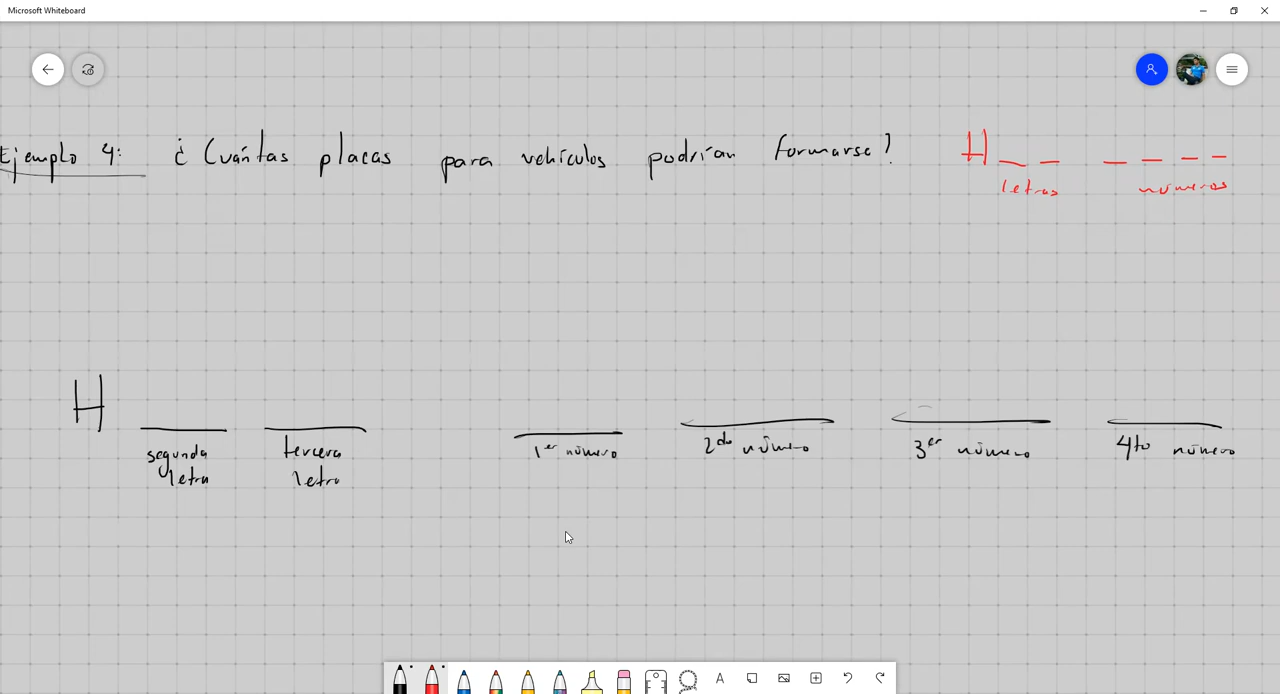 Microsoft Whiteboard
Ejemplo 4: ¿Cuántas placas para vehículos podrían formarse? H _ _ _ _ _ _
letras números
H
segunda letra
tercera letra
1er número
2do número
3er número
4to número